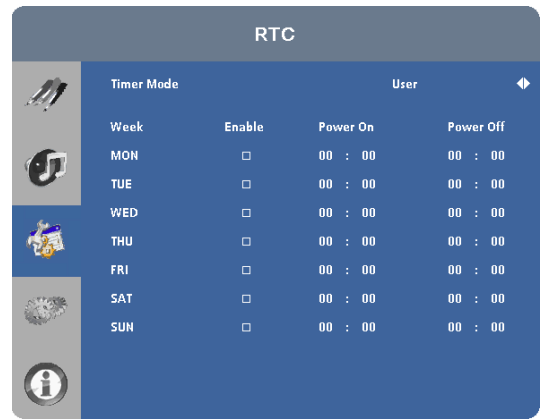 RTC
Timer Mode User
Week Enable Power On Power Off
MON 00 : 00 00 : 00
TUE 00 : 00 00 : 00
WED 00 : 00 00 : 00
THU 00 : 00 00 : 00
FRI 00 : 00 00 : 00
SAT 00 : 00 00 : 00
SUN 00 : 00 00 : 00